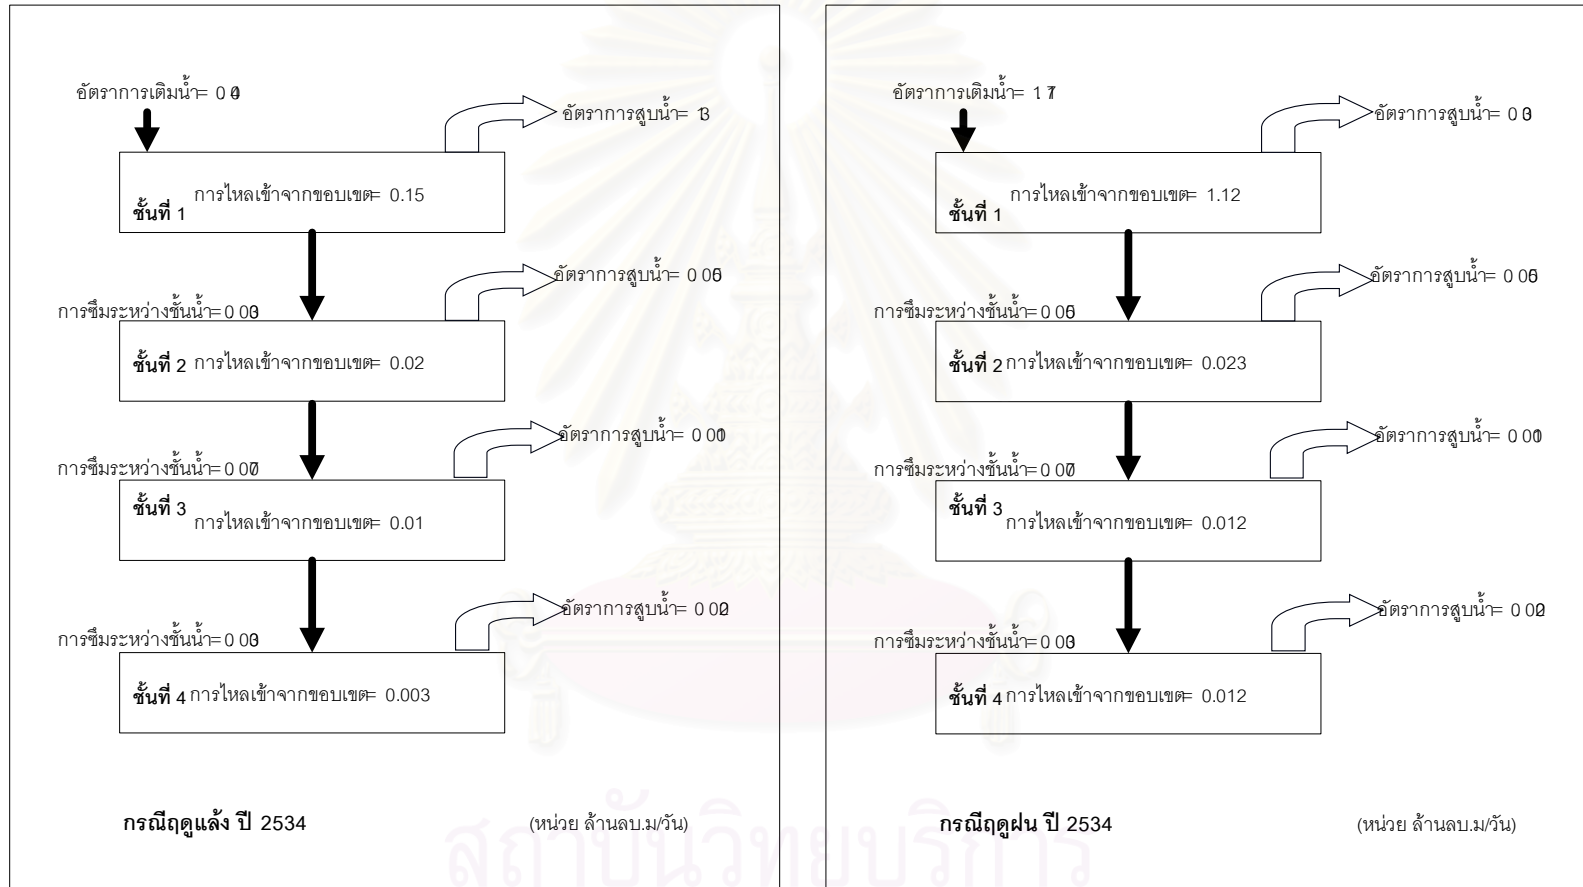 อัตราการเติมน้ำ=
อัตราการสูบน้ำ=
การไหลเข้าจากขอบเขต= 0.15
ชั้นที่ 1
อัตราการสูบน้ำ=
การซึมระหว่างชั้นน้ำ=
ชั้นที่ 2 การไหลเข้าจากขอบเขต= 0.02
อัตราการสูบน้ำ=
การซึมระหว่างชั้นน้ำ=
ชั้นที่ 3
การไหลเข้าจากขอบเขต= 0.01
อัตราการสูบน้ำ=
การซึมระหว่างชั้นน้ำ=
ชั้นที่ 4 การไหลเข้าจากขอบเขต= 0.003
กรณีฤดูแล้ง ปี 2534 (หน่วย ล้านลบ.ม/วัน)
อัตราการเติมน้ำ=
อัตราการสูบน้ำ=
การไหลเข้าจากขอบเขต= 1.12
ชั้นที่ 1
อัตราการสูบน้ำ=
การซึมระหว่างชั้นน้ำ=
ชั้นที่ 2 การไหลเข้าจากขอบเขต= 0.023
อัตราการสูบน้ำ=
การซึมระหว่างชั้นน้ำ=
ชั้นที่ 3
การไหลเข้าจากขอบเขต= 0.012
อัตราการสูบน้ำ=
การซึมระหว่างชั้นน้ำ=
ชั้นที่ 4 การไหลเข้าจากขอบเขต= 0.012
กรณีฤดูฝน ปี 2534 (หน่วย ล้านลบ.ม/วัน)
สถาบันวิทยบริการ